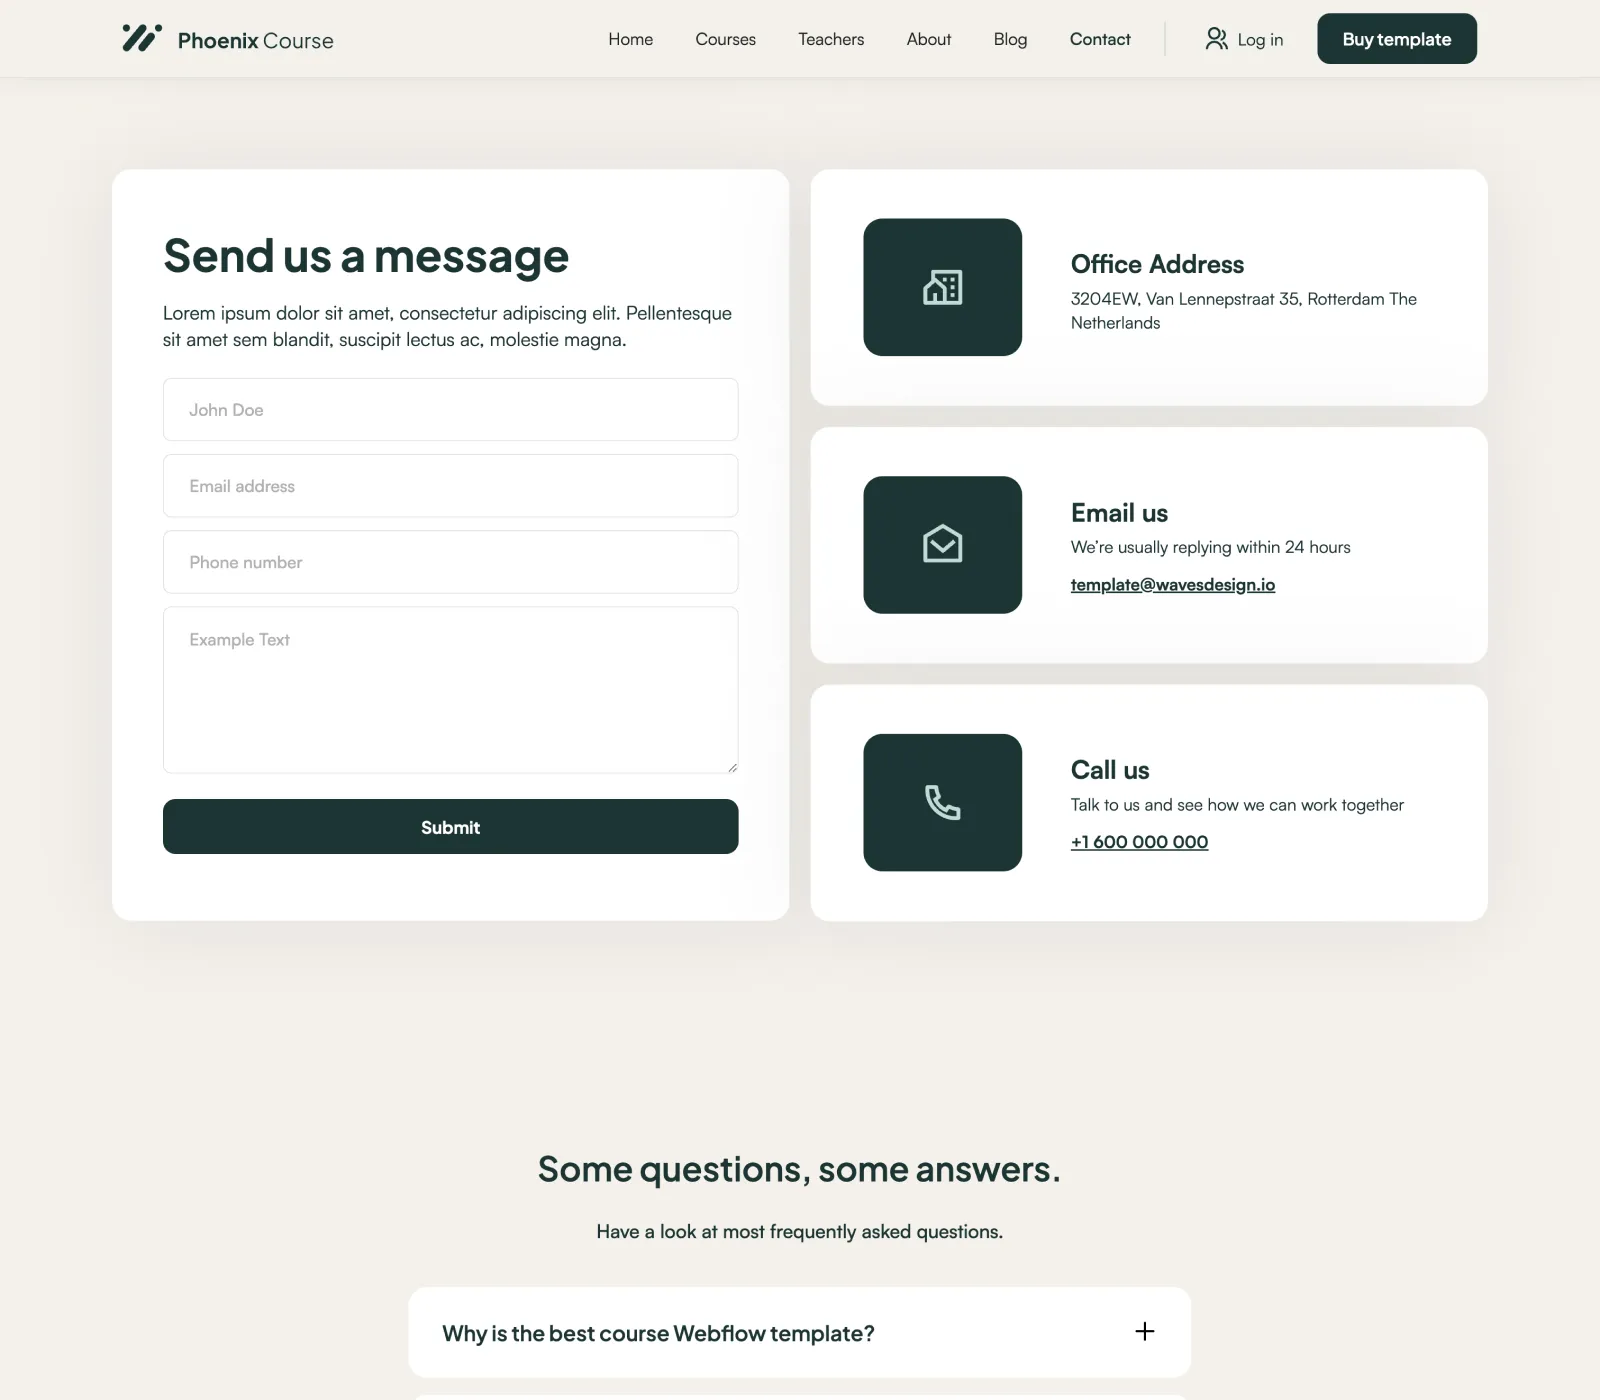 Phoenix Course
Home
Courses
Teachers
About
Blog
Contact
Log in
Buy template
Send us a message
Lorem ipsum dolor sit amet, consectetur adipiscing elit. Pellentesque
sit amet sem blandit, suscipit lectus ac, molestie magna.
John Doe
Email address
Phone number
Example Text
Submit
Office Address
3204EW, Van Lennepstraat 35, Rotterdam The
Netherlands
Email us
We’re usually replying within 24 hours
template@wavesdesign.io
Call us
Talk to us and see how we can work together
+1 600 000 000
Some questions, some answers.
Have a look at most frequently asked questions.
Why is the best course Webflow template?